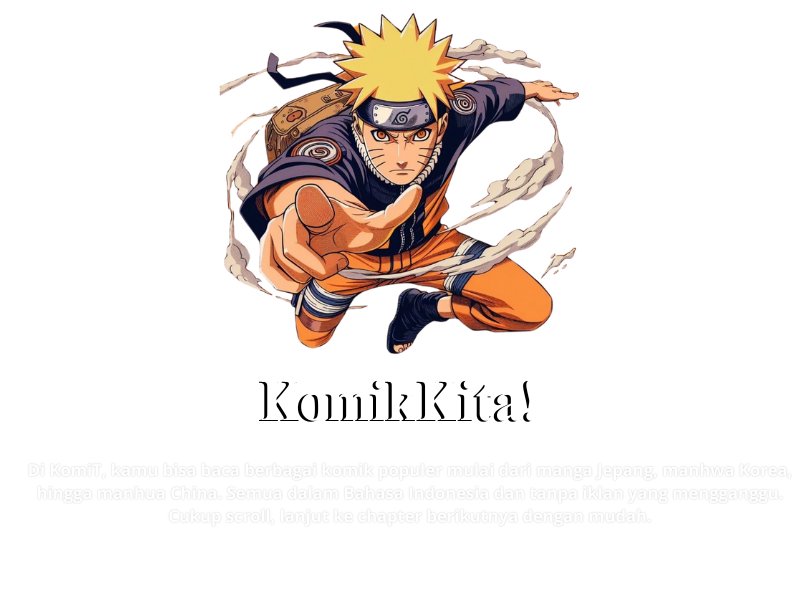 KomikKita!
Di KomiT, kamu bisa baca berbagai komik populer mulai dari manga Jepang, manhwa Korea,
hingga manhua China. Semua dalam Bahasa Indonesia dan tanpa iklan yang mengganggu.
Cukup scroll, lanjut ke chapter berikutnya dengan mudah.